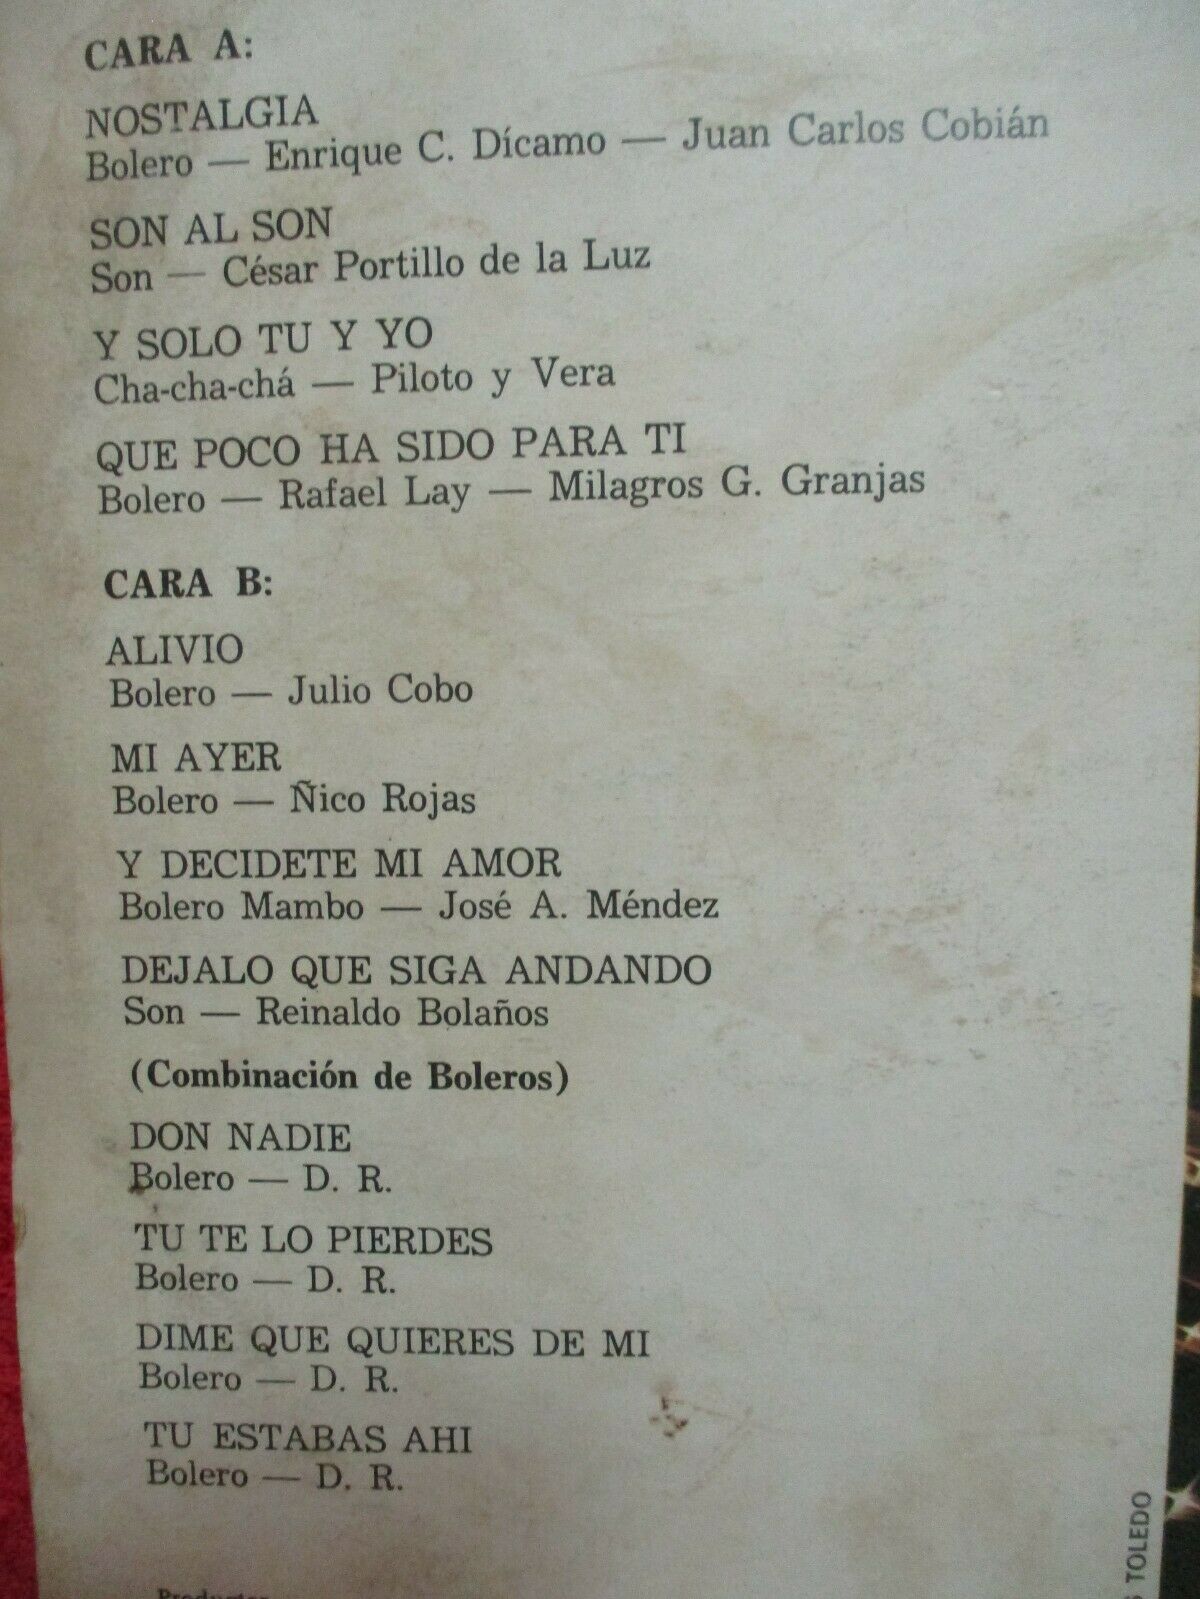 CARA A:
NOSTALGIA
Bolero — Enrique C. Dícamo — Juan Carlos Cobián
SON AL SON
Son — César Portillo de la Luz
Y SOLO TU Y YO
Cha-cha-chá — Piloto y Vera
QUE POCO HA SIDO PARA TI
Bolero — Rafael Lay — Milagros G. Granjas
CARA B:
ALIVIO
Bolero — Julio Cobo
MI AYER
Bolero — Ñico Rojas
Y DECIDETE MI AMOR
Bolero Mambo — José A. Méndez
DEJALO QUE SIGA ANDANDO
Son — Reinaldo Bolaños
(Combinación de Boleros)
DON NADIE
Bolero — D. R.
TU TE LO PIERDES
Bolero — D. R.
DIME QUE QUIERES DE MI
Bolero — D. R.
TU ESTABAS AHI
Bolero — D. R.
TOLEDO